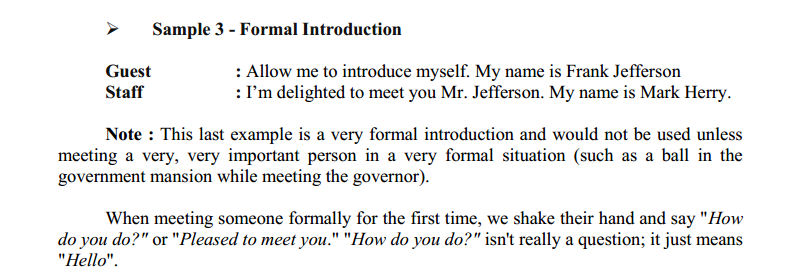 ➢ Sample 3 - Formal Introduction
Guest : Allow me to introduce myself. My name is Frank Jefferson
Staff : I'm delighted to meet you Mr. Jefferson. My name is Mark Herry.
Note : This last example is a very formal introduction and would not be used unless
meeting a very, very important person in a very formal situation (such as a ball in the
government mansion while meeting the governor).
When meeting someone formally for the first time, we shake their hand and say "How
do you do?" or "Pleased to meet you." "How do you do?" isn't really a question; it just means
"Hello".